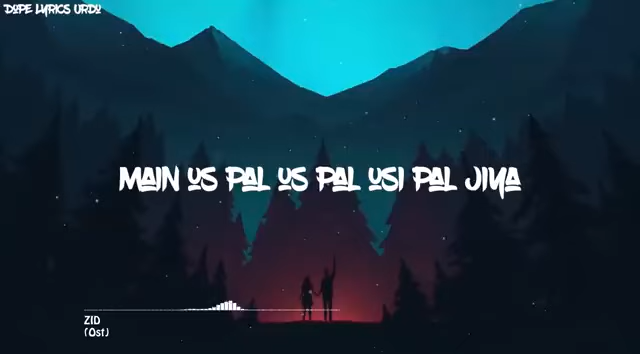 DOPE LYRICS URDU
MAIN US PAL US PAL USI PAL JIYA
ZID
(Ost)